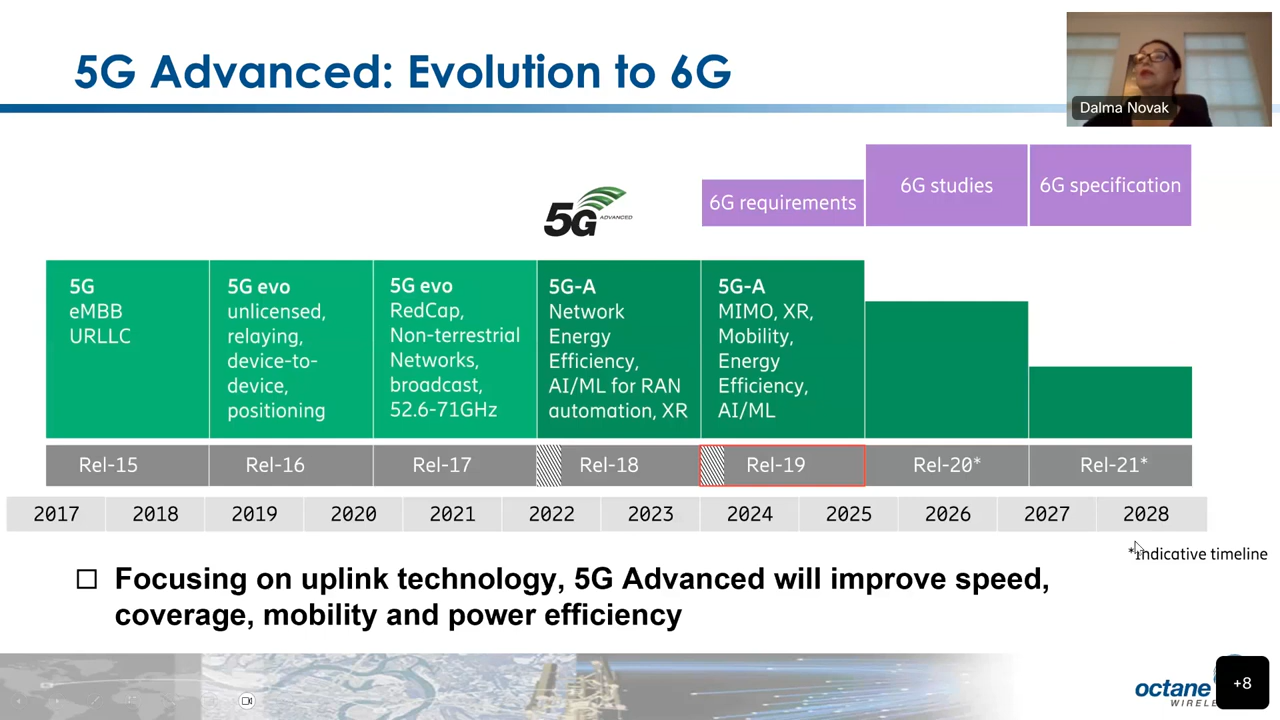 5G Advanced: Evolution to 6G
Dalma Novak
6G requirements
6G studies
6G specification
5G ADVANCED
5G
eMBB
URLLC
5G evo
unlicensed,
relaying,
device-to-
device,
positioning
5G evo
RedCap,
Non-terrestrial
Networks,
broadcast,
52.6-71GHz
5G-A
Network
Energy
Efficiency,
AI/ML for RAN
automation, XR
5G-A
MIMO, XR,
Mobility,
Energy
Efficiency,
AI/ML
Rel-15 Rel-16 Rel-17 Rel-18 Rel-19 Rel-20* Rel-21*
2017 2018 2019 2020 2021 2022 2023 2024 2025 2026 2027 2028
*Indicative timeline
Focusing on uplink technology, 5G Advanced will improve speed,
coverage, mobility and power efficiency
octane
+8